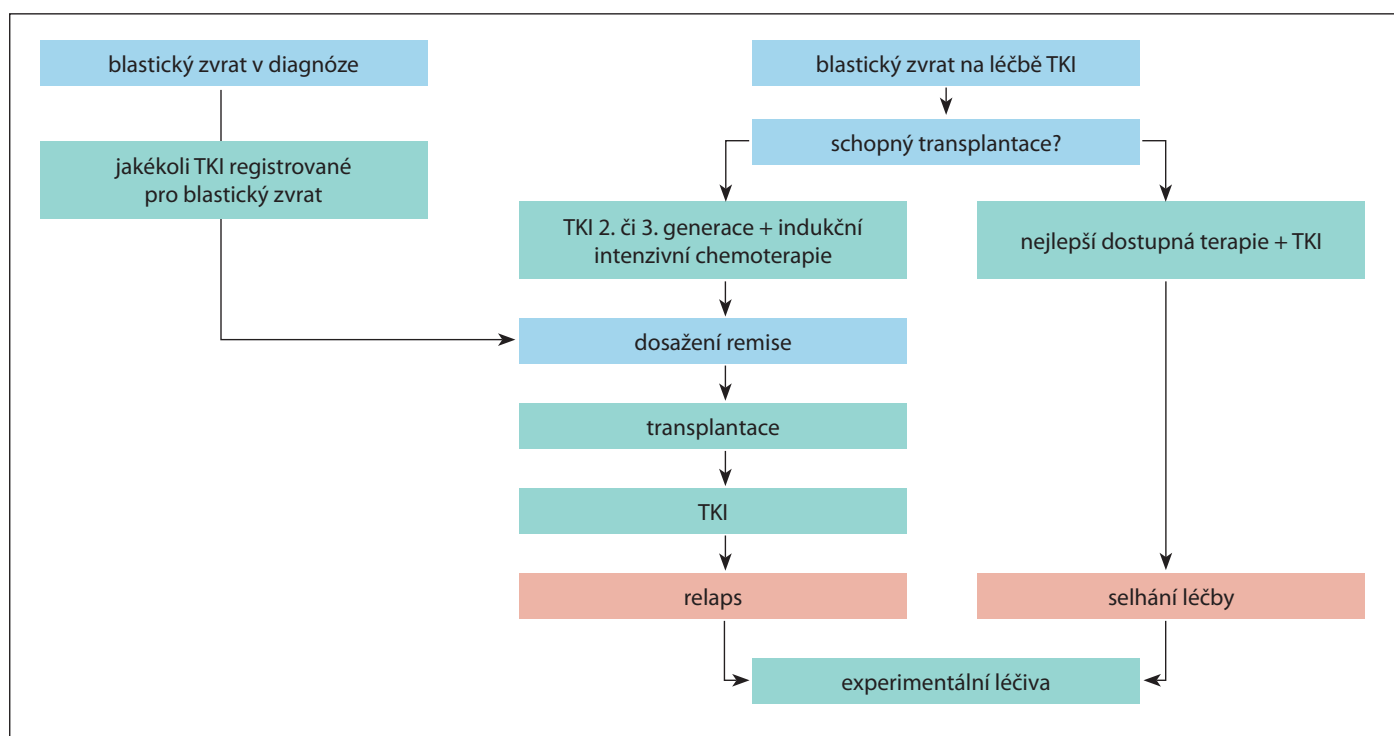 blastický zvrat v diagnóze
blastický zvrat na léčbě TKI
schopný transplantace?
jakékoli TKI registrované
pro blastický zvrat
TKI 2. či 3. generace + indukční
intenzivní chemoterapie
nejlepší dostupná terapie + TKI
dosažení remise
transplantace
TKI
relaps
selhání léčby
experimentální léčiva